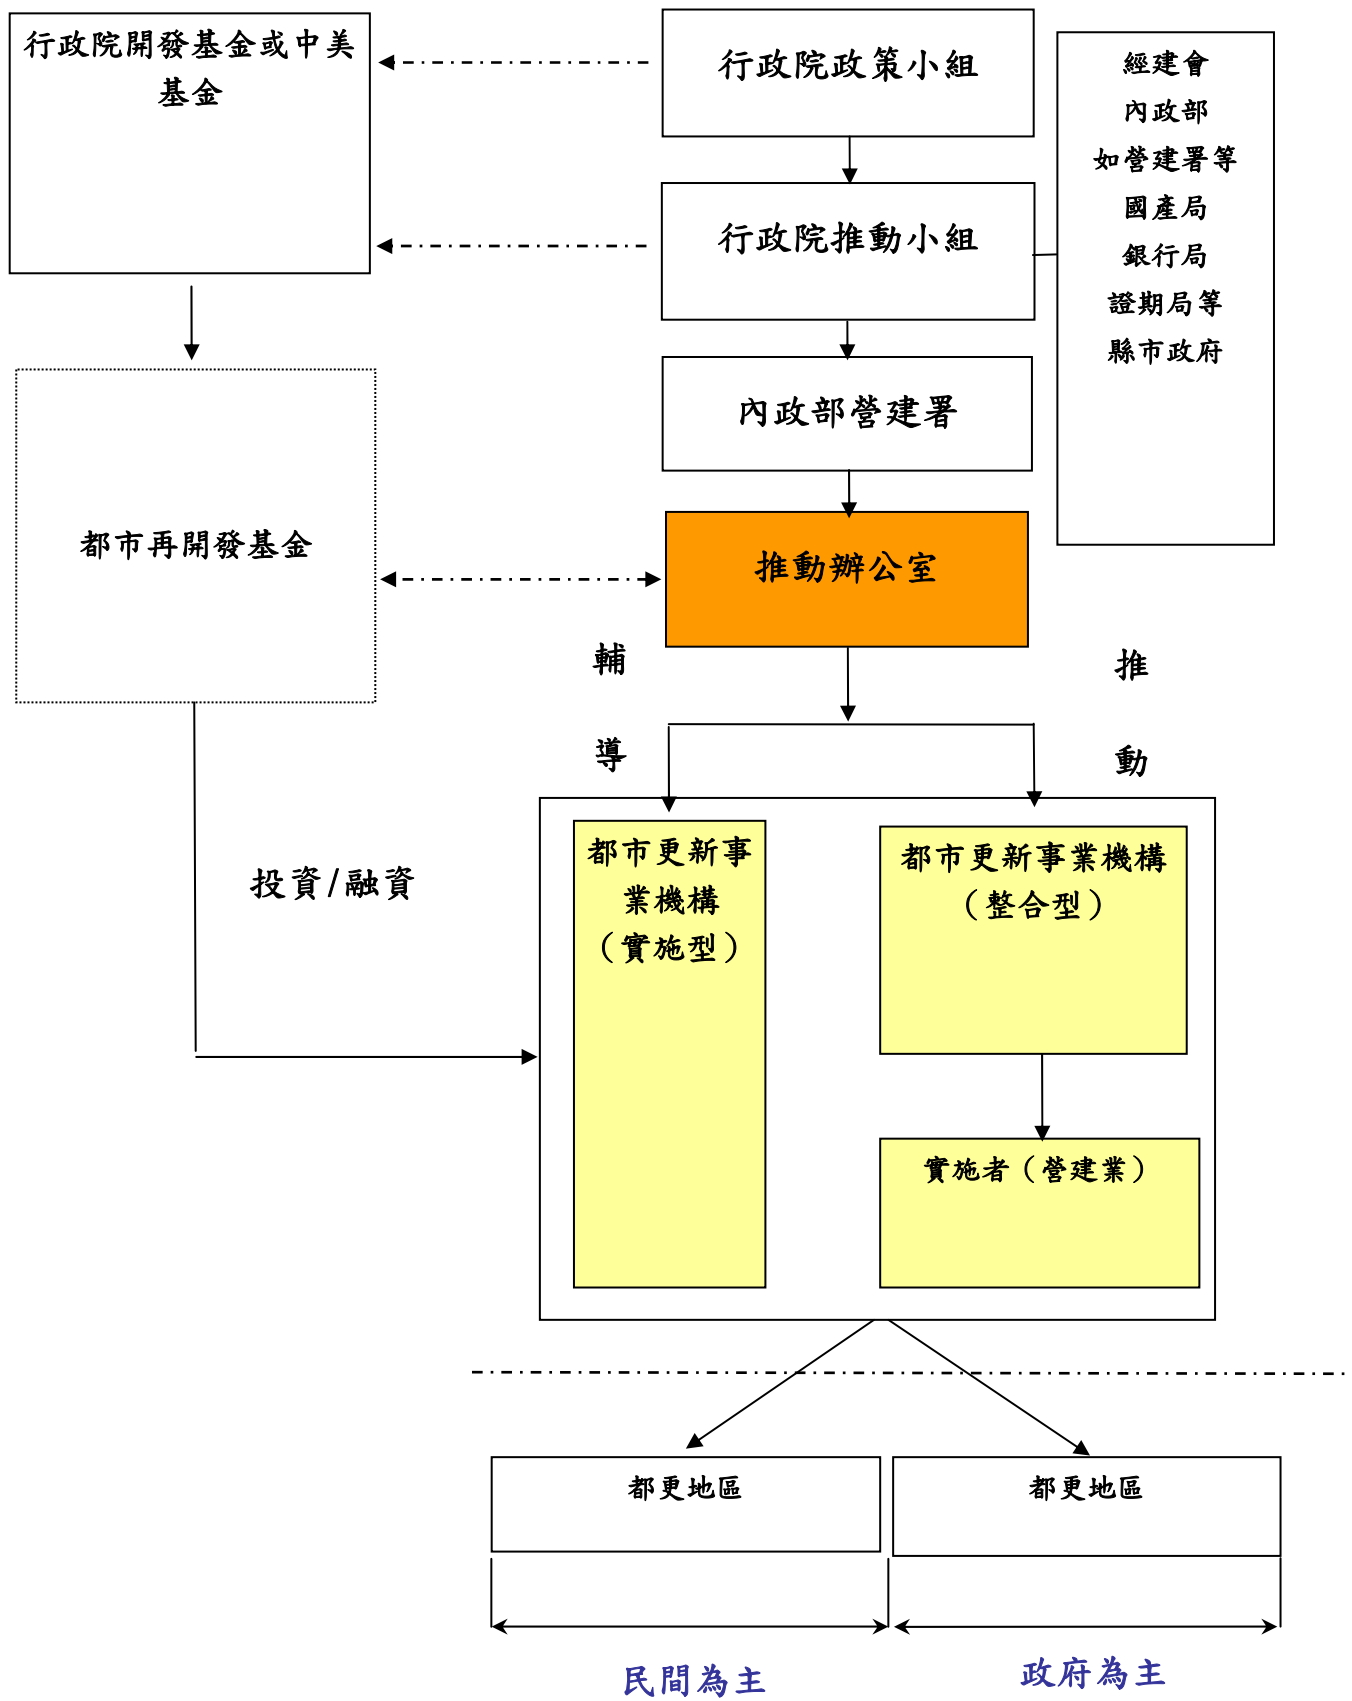 行政院開發基金或中美
基金
行政院政策小組
經建會
內政部
如營建署等
國產局
銀行局
證期局等
縣市政府
行政院推動小組
內政部營建署
都市再開發基金
推動辦公室
輔
導
推
動
投資/融資
都市更新事
業機構
（實施型）
都市更新事業機構
（整合型）
實施者（營建業）
都更地區
都更地區
民間為主
政府為主